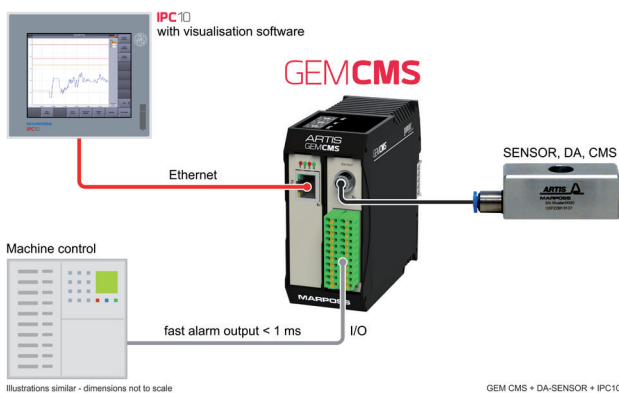 IPC10
with visualisation software
GEMCMS
ARTIS
GEMCMS
SENSOR, DA, CMS
Ethernet
ARTIS
MARPOSS
Machine control
MARPOSS
fast alarm output < 1 ms
I/O
IPC10
Illustrations similar - dimensions not to scale
GEM CMS + DA-SENSOR + IPC10